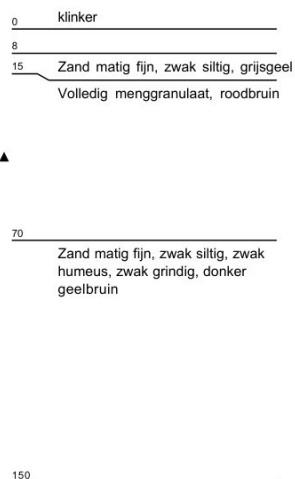 klinker
0
8
15 Zand matig fijn, zwak siltig, grijsgeel
Volledig menggranulaat, roodbruin
70
Zand matig fijn, zwak siltig, zwak
humeus, zwak grindig, donker
geelbruin
150